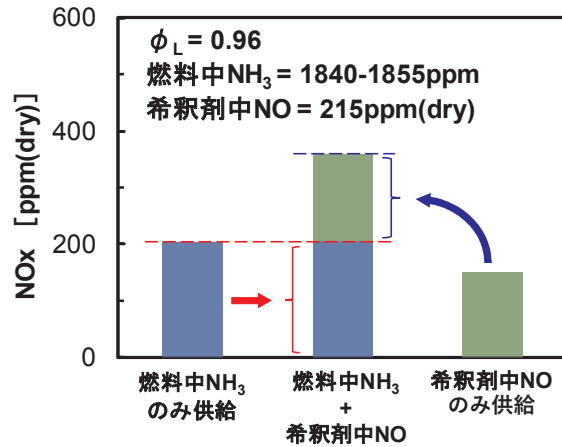 600
400
200
0
NOx [ppm(dry)]
ϕL = 0.96
燃料中NH3 = 1840-1855ppm
希釈剤中NO = 215ppm(dry)
燃料中NH3
のみ供給
燃料中NH3
+
希釈剤中NO
希釈剤中NO
のみ供給